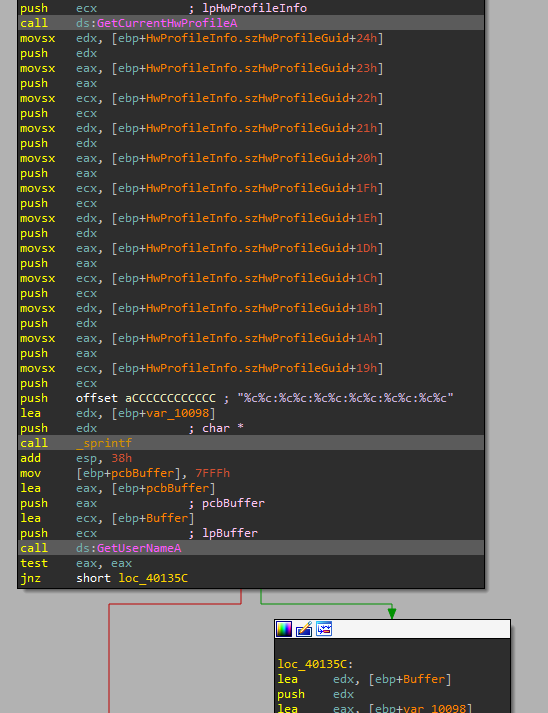 push ecx ; lpHwProfileInfo
call ds:GetCurrentHwProfileA
movsx edx, [ebp+HwProfileInfo.szHwProfileGuid+24h]
push edx
movsx eax, [ebp+HwProfileInfo.szHwProfileGuid+23h]
push eax
movsx ecx, [ebp+HwProfileInfo.szHwProfileGuid+22h]
push ecx
movsx edx, [ebp+HwProfileInfo.szHwProfileGuid+21h]
push edx
movsx eax, [ebp+HwProfileInfo.szHwProfileGuid+20h]
push eax
movsx ecx, [ebp+HwProfileInfo.szHwProfileGuid+1Fh]
push ecx
movsx edx, [ebp+HwProfileInfo.szHwProfileGuid+1Eh]
push edx
movsx eax, [ebp+HwProfileInfo.szHwProfileGuid+1Dh]
push eax
movsx ecx, [ebp+HwProfileInfo.szHwProfileGuid+1Ch]
push ecx
movsx edx, [ebp+HwProfileInfo.szHwProfileGuid+1Bh]
push edx
movsx eax, [ebp+HwProfileInfo.szHwProfileGuid+1Ah]
push eax
movsx ecx, [ebp+HwProfileInfo.szHwProfileGuid+19h]
push ecx
push offset aCCCCCCCCCCCC ; "%c%c:%c%c:%c%c:%c%c:%c%c:%c%c"
lea edx, [ebp+var_10098]
push edx ; char *
call _sprintf
add esp, 38h
mov [ebp+pcbBuffer], 7FFFh
lea eax, [ebp+pcbBuffer]
push eax ; pcbBuffer
lea ecx, [ebp+Buffer]
push ecx ; lpBuffer
call ds:GetUserNameA
test eax, eax
jnz short loc_40135C
loc_40135C:
lea edx, [ebp+Buffer]
push edx
lea eax, [ebp+var_10098]